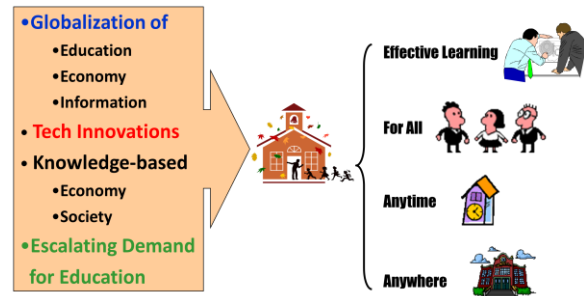 •Globalization of
•Education
•Economy
•Information
• Tech Innovations
• Knowledge-based
•Economy
•Society
•Escalating Demand
for Education
Effective Learning
For All
Anytime
Anywhere